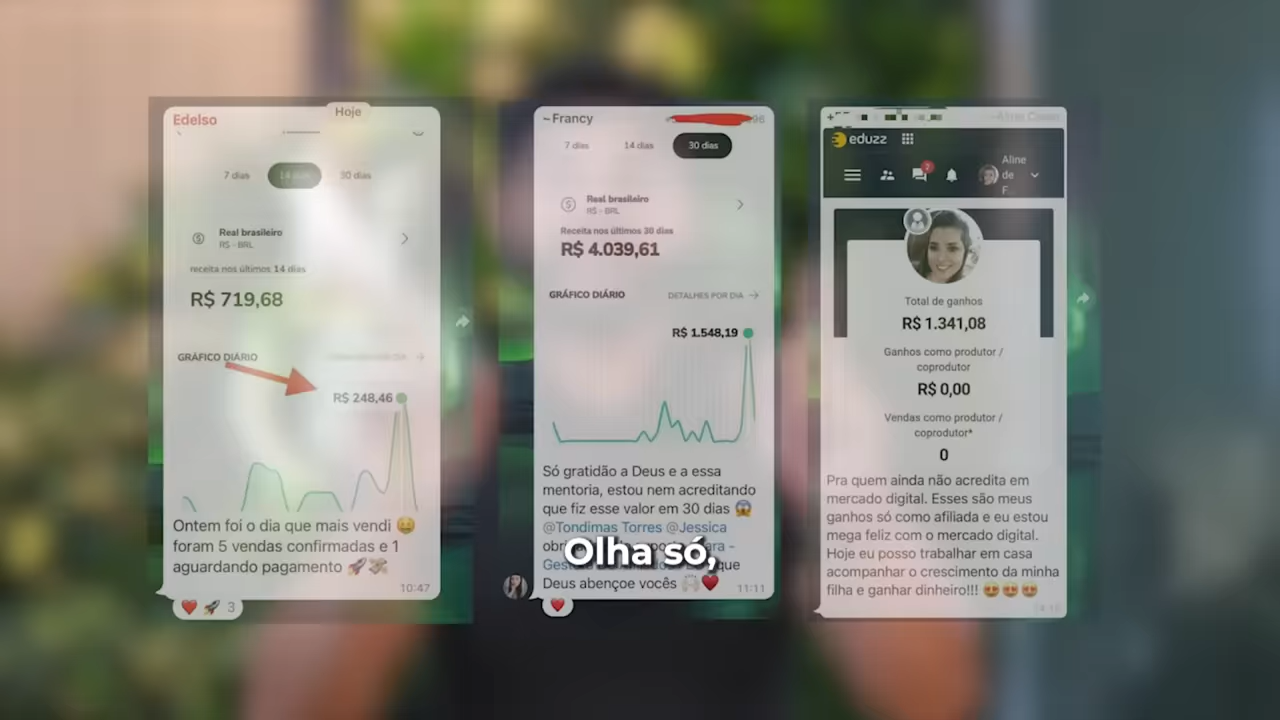 Edelso
Hoje
7 dias
14 dias
30 dias
Real brasileiro
R$ - BRL
receita nos últimos 14 dias
R$ 719,68
GRÁFICO DIÁRIO
R$ 248,46
Ontem foi o dia que mais vendi 😄
foram 5 vendas confirmadas e 1
aguardando pagamento 🚀💸
10:47
❤️ 🚀 3
~Francy
7 dias
14 dias
30 dias
Real brasileiro
R$ - BRL
Receita nos últimos 30 dias
R$ 4.039,61
GRÁFICO DIÁRIO
DETALHES POR DIA →
R$ 1.548,19
Só gratidão a Deus e a essa
mentoria, estou nem acreditando
que fiz esse valor em 30 dias 😱
@Tondimas Torres @Jessica
Deus abençoe vocês 🙌🏻❤️
11:11
❤️
Olha só,
eduzz
2
Aline
de
F...
Total de ganhos
R$ 1.341,08
Ganhos como produtor /
coprodutor
R$ 0,00
Vendas como produtor /
coprodutor*
0
Pra quem ainda não acredita em
mercado digital. Esses são meus
ganhos só como afiliada e eu estou
mega feliz com o mercado digital.
Hoje eu posso trabalhar em casa
acompanhar o crescimento da minha
filha e ganhar dinheiro!!! 😍😍😍